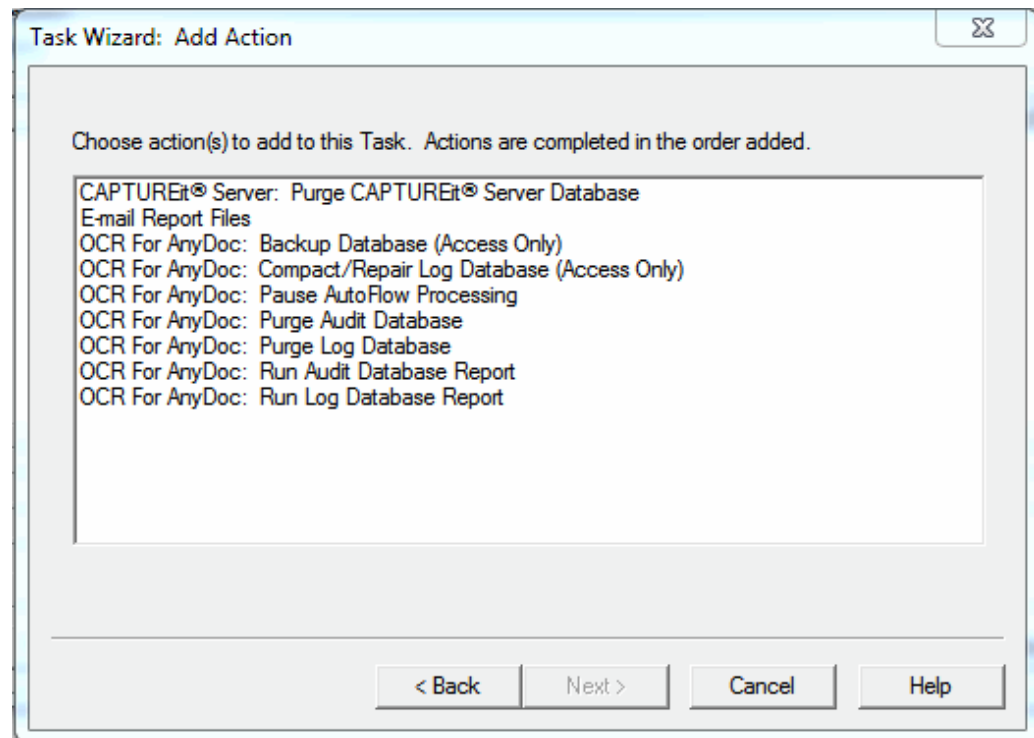 Task Wizard: Add Action
Choose action(s) to add to this Task. Actions are completed in the order added.
CAPTUREit® Server: Purge CAPTUREit® Server Database
E-mail Report Files
OCR For AnyDoc: Backup Database (Access Only)
OCR For AnyDoc: Compact/Repair Log Database (Access Only)
OCR For AnyDoc: Pause AutoFlow Processing
OCR For AnyDoc: Purge Audit Database
OCR For AnyDoc: Purge Log Database
OCR For AnyDoc: Run Audit Database Report
OCR For AnyDoc: Run Log Database Report
< Back Next > Cancel Help